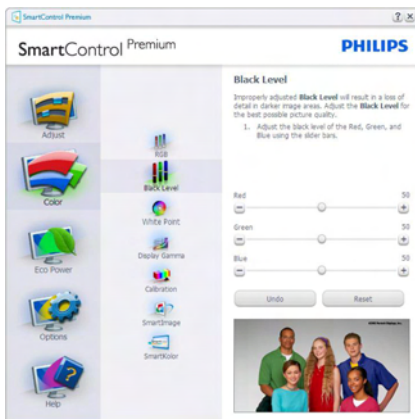 SmartControl Premium
SmartControl Premium
PHILIPS
Adjust
Color
Eco Power
Options
Help
RGB
Black Level
White Point
Display Gamma
Calibration
SmartImage
SmartKolor
Black Level
Improperly adjusted Black Level will result in a loss of
detail in darker image areas. Adjust the Black Level for
the best possible picture quality.
1. Adjust the black level of the Red, Green, and
Blue using the slider bars.
Red 50
Green 50
Blue 50
Undo Reset